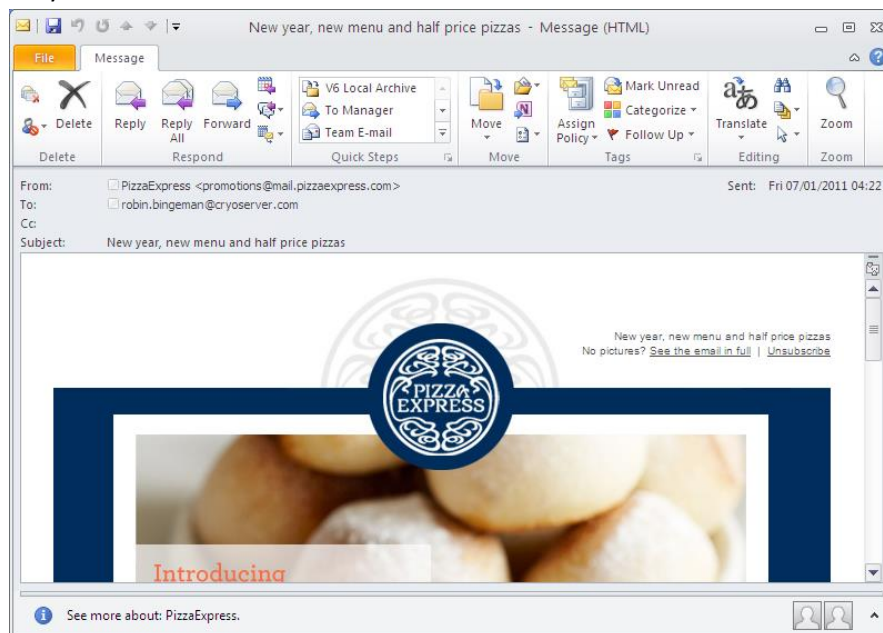 New year, new menu and half price pizzas - Message (HTML)
File
Message
Delete
Reply
Reply All
Forward
V6 Local Archive
To Manager
Team E-mail
Move
Assign Policy
Mark Unread
Categorize
Follow Up
Translate
Zoom
Delete
Respond
Quick Steps
Move
Tags
Editing
Zoom
From: PizzaExpress <promotions@mail.pizzaexpress.com>
Sent: Fri 07/01/2011 04:22
To: robin.bingeman@cryoserver.com
Cc:
Subject: New year, new menu and half price pizzas
New year, new menu and half price pizzas
No pictures? See the email in full | Unsubscribe
PIZZA
EXPRESS
Introducing
See more about: PizzaExpress.